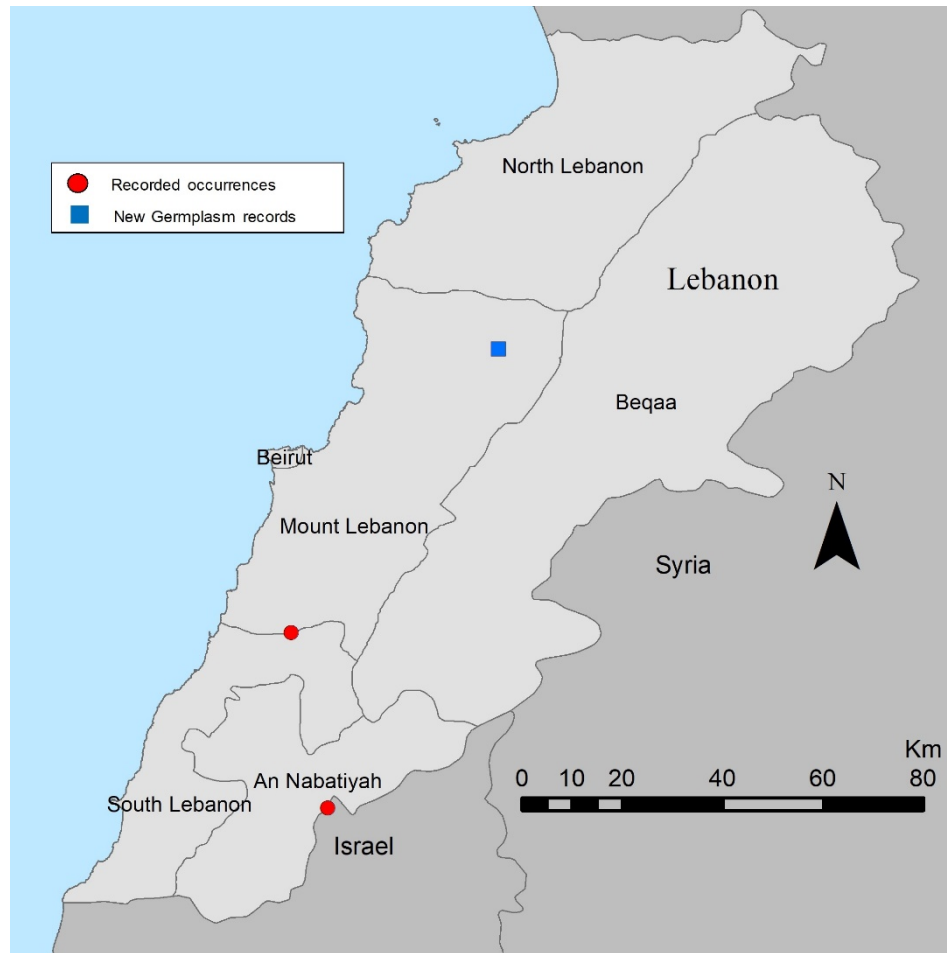 North Lebanon
Recorded occurrences
New Germplasm records
Lebanon
Beqaa
Beirut
N
Mount Lebanon
Syria
Km
An Nabatiyah
0 10 20 40 60 80
South Lebanon
Israel